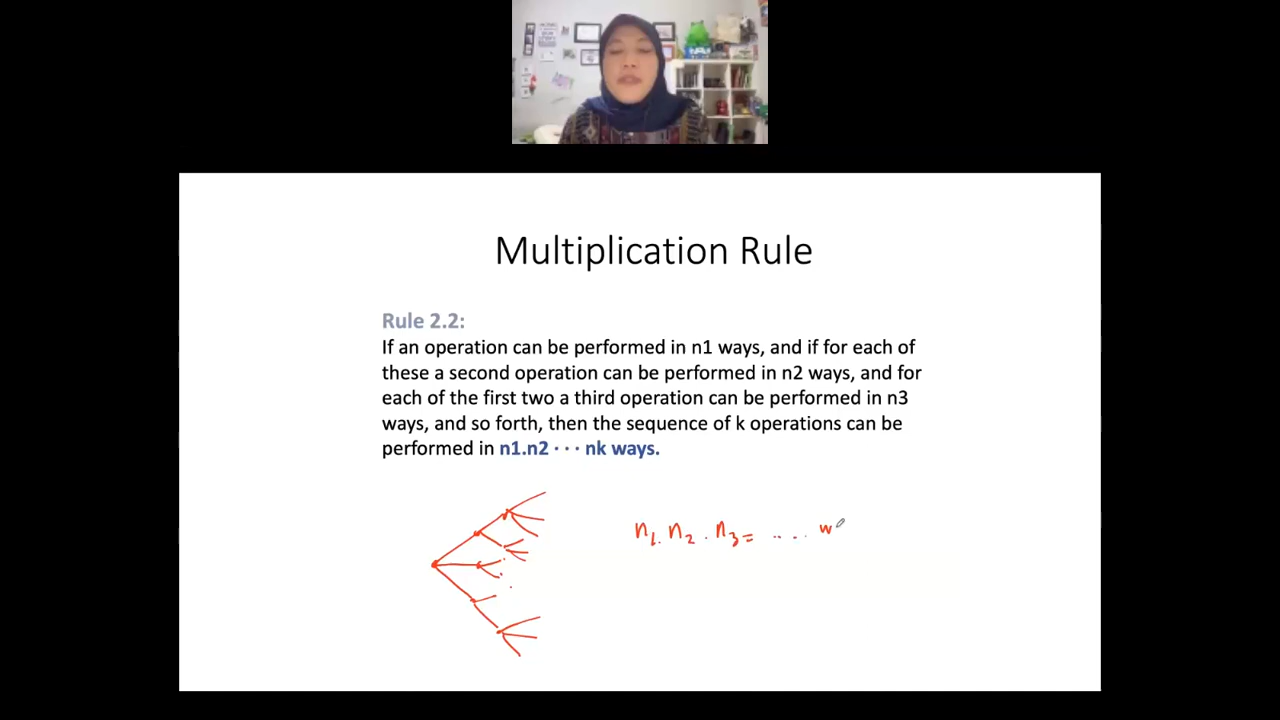 Multiplication Rule
Rule 2.2:
If an operation can be performed in n1 ways, and if for each of
these a second operation can be performed in n2 ways, and for
each of the first two a third operation can be performed in n3
ways, and so forth, then the sequence of k operations can be
performed in n1.n2 · · · nk ways.
n₁. n₂ . n₃ = .. . . w